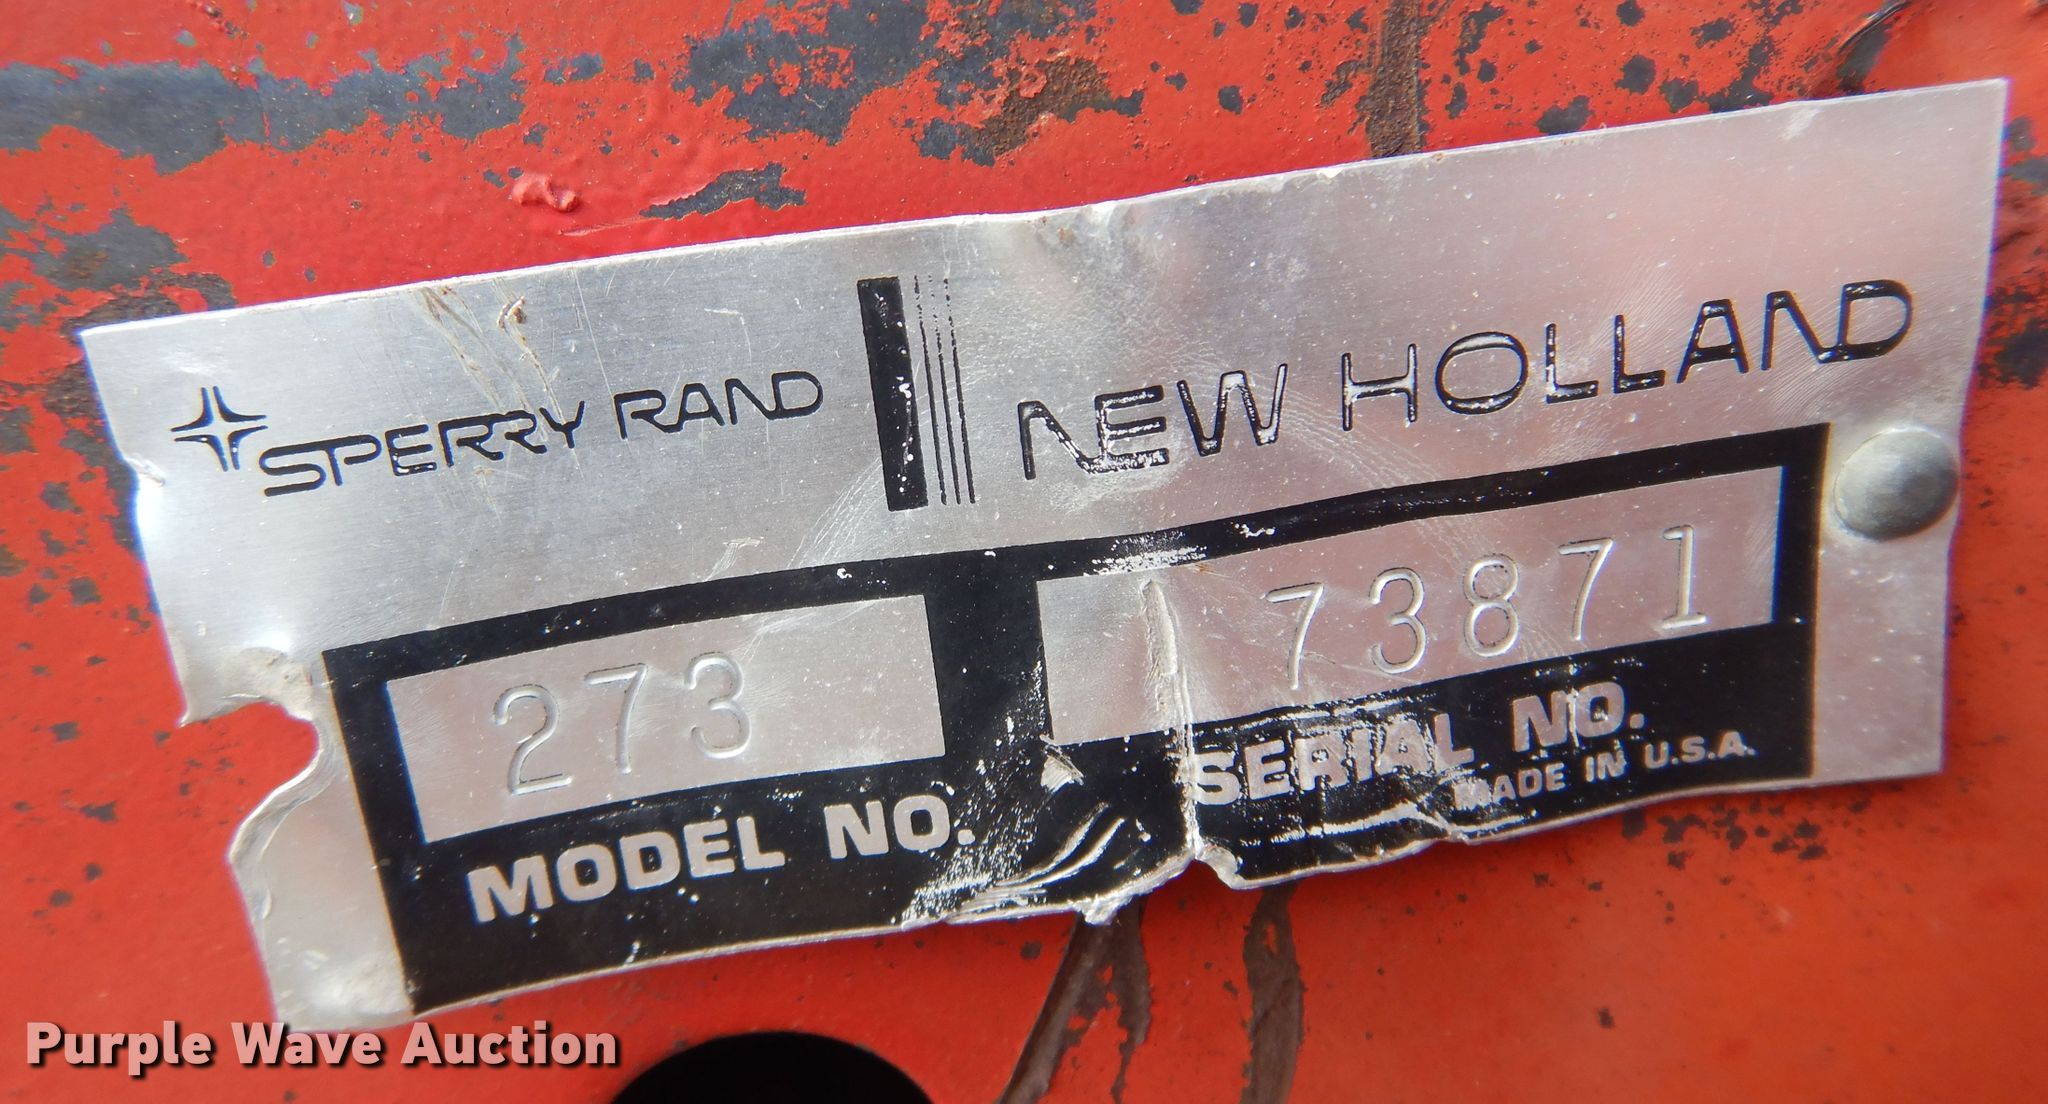 SPERRY RAND NEW HOLLAND
273 73871
MODEL NO. SERIAL NO.
MADE IN U.S.A.
Purple Wave Auction